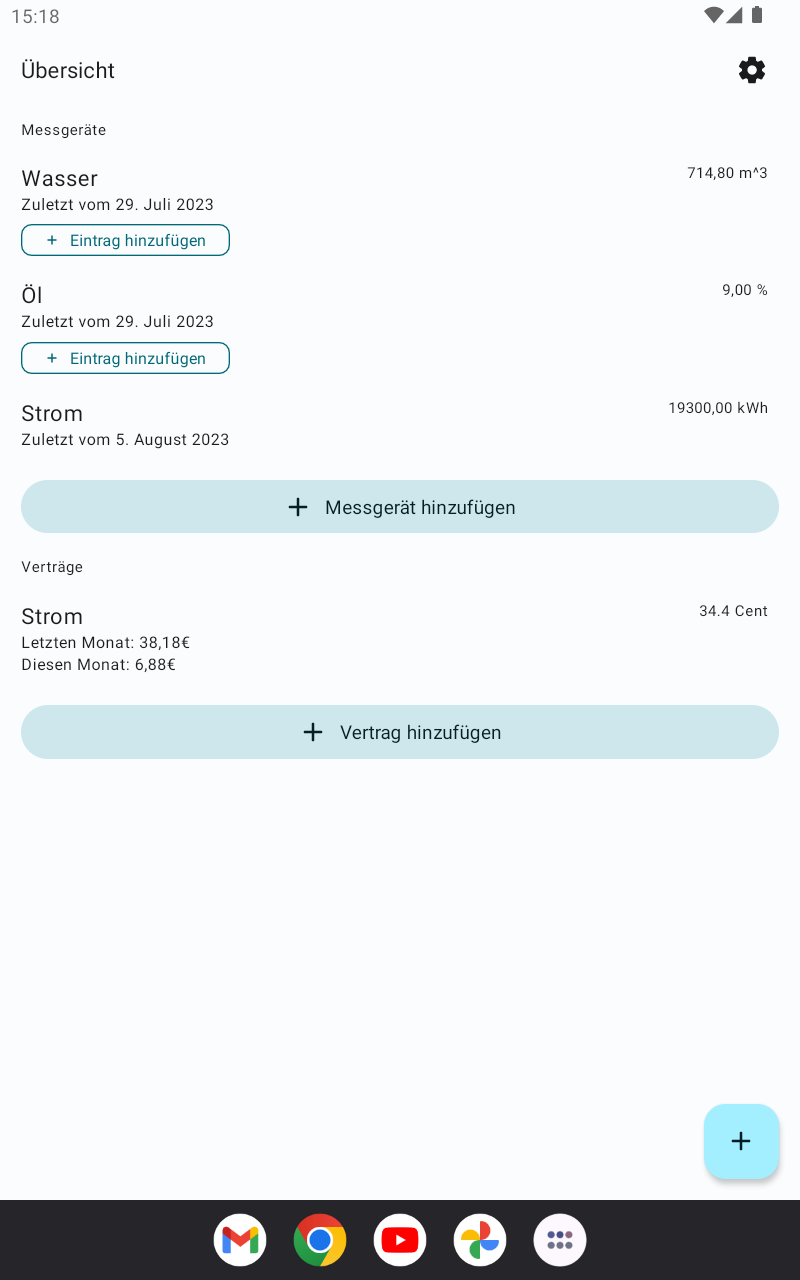 15:18
Übersicht
Messgeräte
Wasser
714,80 m^3
Zuletzt vom 29. Juli 2023
+ Eintrag hinzufügen
Öl
9,00 %
Zuletzt vom 29. Juli 2023
+ Eintrag hinzufügen
Strom
19300,00 kWh
Zuletzt vom 5. August 2023
+ Messgerät hinzufügen
Verträge
Strom
34.4 Cent
Letzten Monat: 38,18€
Diesen Monat: 6,88€
+ Vertrag hinzufügen
+